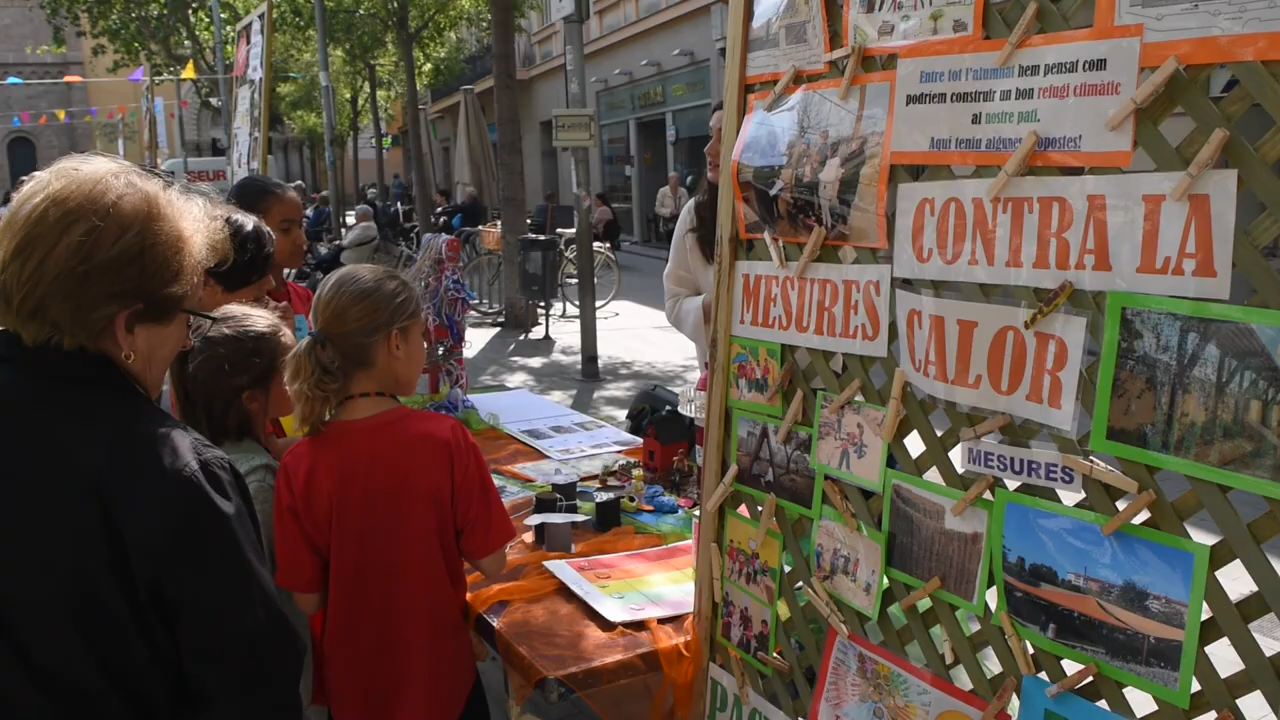 Entre tot l'alumnat hem pensat com
podríem construir un bon refugi climàtic
al nostre pati.
Aquí teniu algunes propostes!
CONTRA LA
MESURES
CALOR
MESURES
SEUR